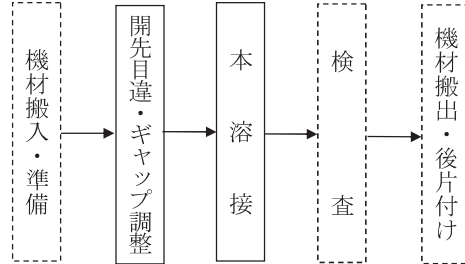 機材搬入・準備
開先目違・ギャップ調整
本溶接
検査
機材搬出・後片付け